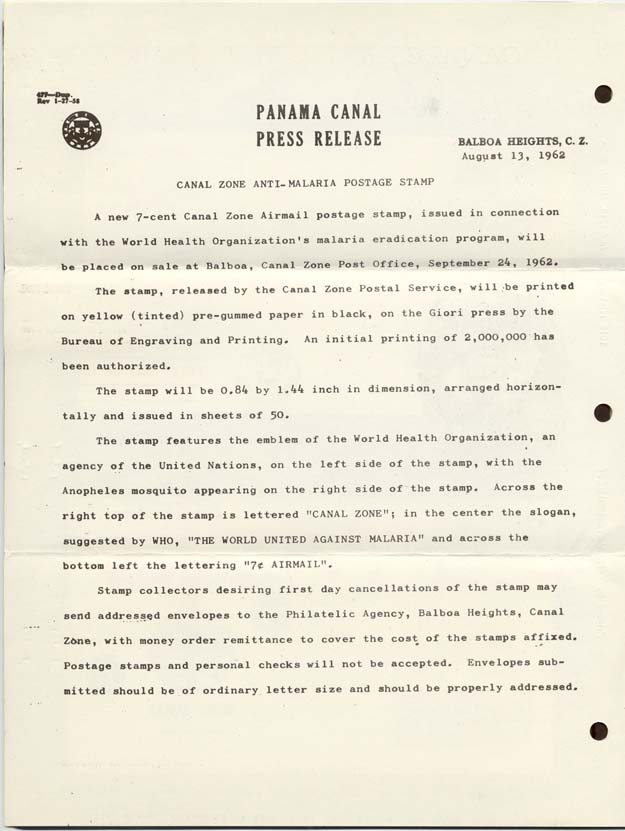 477—Dup.
Rev 1-27-58
PANAMA CANAL
PRESS RELEASE
BALBOA HEIGHTS, C. Z.
August 13, 1962
CANAL ZONE ANTI-MALARIA POSTAGE STAMP
A new 7-cent Canal Zone Airmail postage stamp, issued in connection
with the World Health Organization's malaria eradication program, will
be placed on sale at Balboa, Canal Zone Post Office, September 24, 1962.
The stamp, released by the Canal Zone Postal Service, will be printed
on yellow (tinted) pre-gummed paper in black, on the Giori press by the
Bureau of Engraving and Printing. An initial printing of 2,000,000 has
been authorized.
The stamp will be 0.84 by 1.44 inch in dimension, arranged horizon-
tally and issued in sheets of 50.
The stamp features the emblem of the World Health Organization, an
agency of the United Nations, on the left side of the stamp, with the
Anopheles mosquito appearing on the right side of the stamp. Across the
right top of the stamp is lettered "CANAL ZONE"; in the center the slogan,
suggested by WHO, "THE WORLD UNITED AGAINST MALARIA" and across the
bottom left the lettering "7¢ AIRMAIL".
Stamp collectors desiring first day cancellations of the stamp may
send addressed envelopes to the Philatelic Agency, Balboa Heights, Canal
Zone, with money order remittance to cover the cost of the stamps affixed.
Postage stamps and personal checks will not be accepted. Envelopes sub-
mitted should be of ordinary letter size and should be properly addressed.